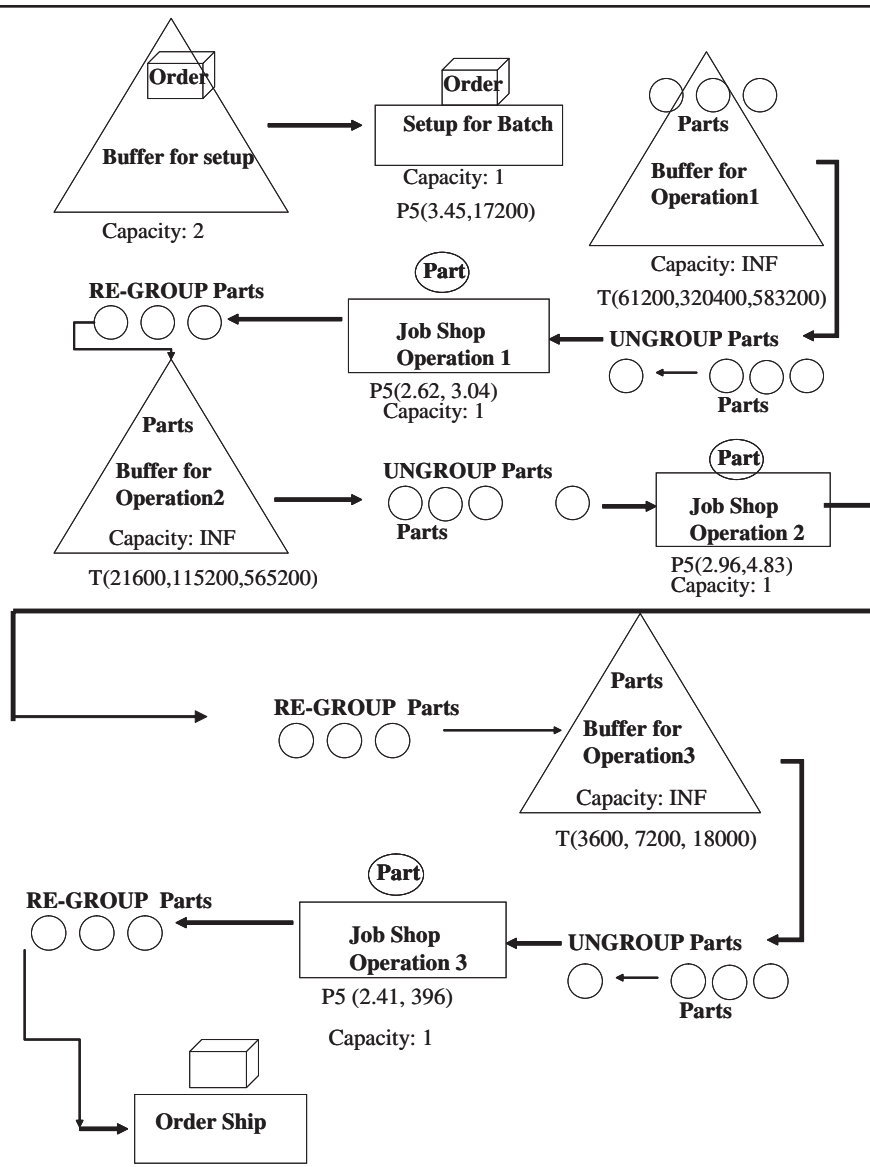 Order
Buffer for setup
Capacity: 2
Order
Setup for Batch
Capacity: 1
P5(3.45,17200)
Parts
Buffer for
Operation1
Capacity: INF
T(61200,320400,583200)
UNGROUP Parts
Parts
Part
Job Shop
Operation 1
P5(2.62, 3.04)
Capacity: 1
RE-GROUP Parts
Parts
Buffer for
Operation2
Capacity: INF
T(21600,115200,565200)
UNGROUP Parts
Parts
Part
Job Shop
Operation 2
P5(2.96,4.83)
Capacity: 1
RE-GROUP Parts
Parts
Buffer for
Operation3
Capacity: INF
T(3600, 7200, 18000)
UNGROUP Parts
Parts
Part
Job Shop
Operation 3
P5 (2.41, 396)
Capacity: 1
RE-GROUP Parts
Order Ship